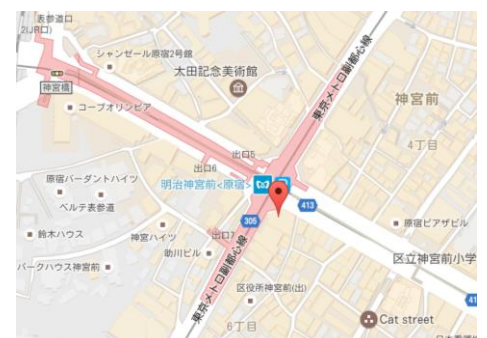 表参道口
2(JR口)
シャンゼール原宿2号館
太田記念美術館
神宮橋
コープオリンピア
東京メトロ副都心線
神宮前
4丁目
出口5
出口6
原宿バーダントハイツ
明治神宮前<原宿>
ベルテ表参道
413
305
鈴木ハウス
神宮ハイツ
出口7
原宿ピアザビル
助川ビル
パークハウス神宮前
区立神宮前小学
区役所神宮前(出)
41
東京メトロ副都心線
6丁目
Cat street